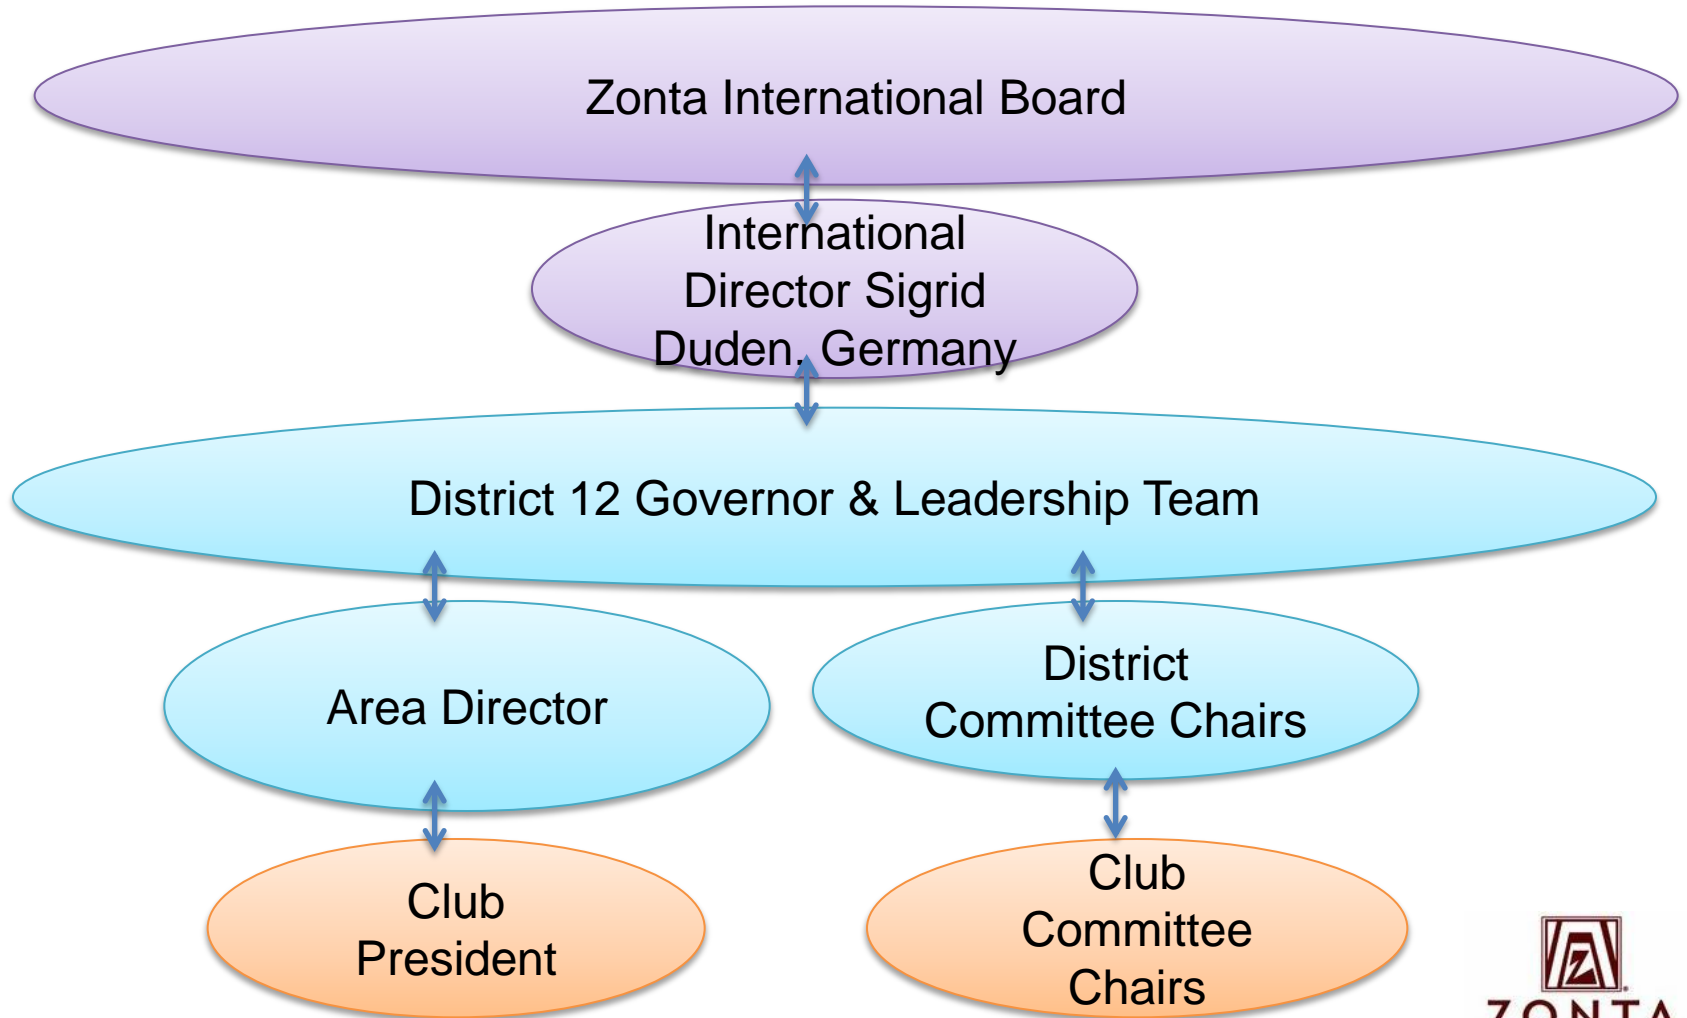 Zonta International Board
International
Director Sigrid
Duden, Germany
District 12 Governor & Leadership Team
Area Director
District
Committee Chairs
Club
President
Club
Committee
Chairs
ZONTA